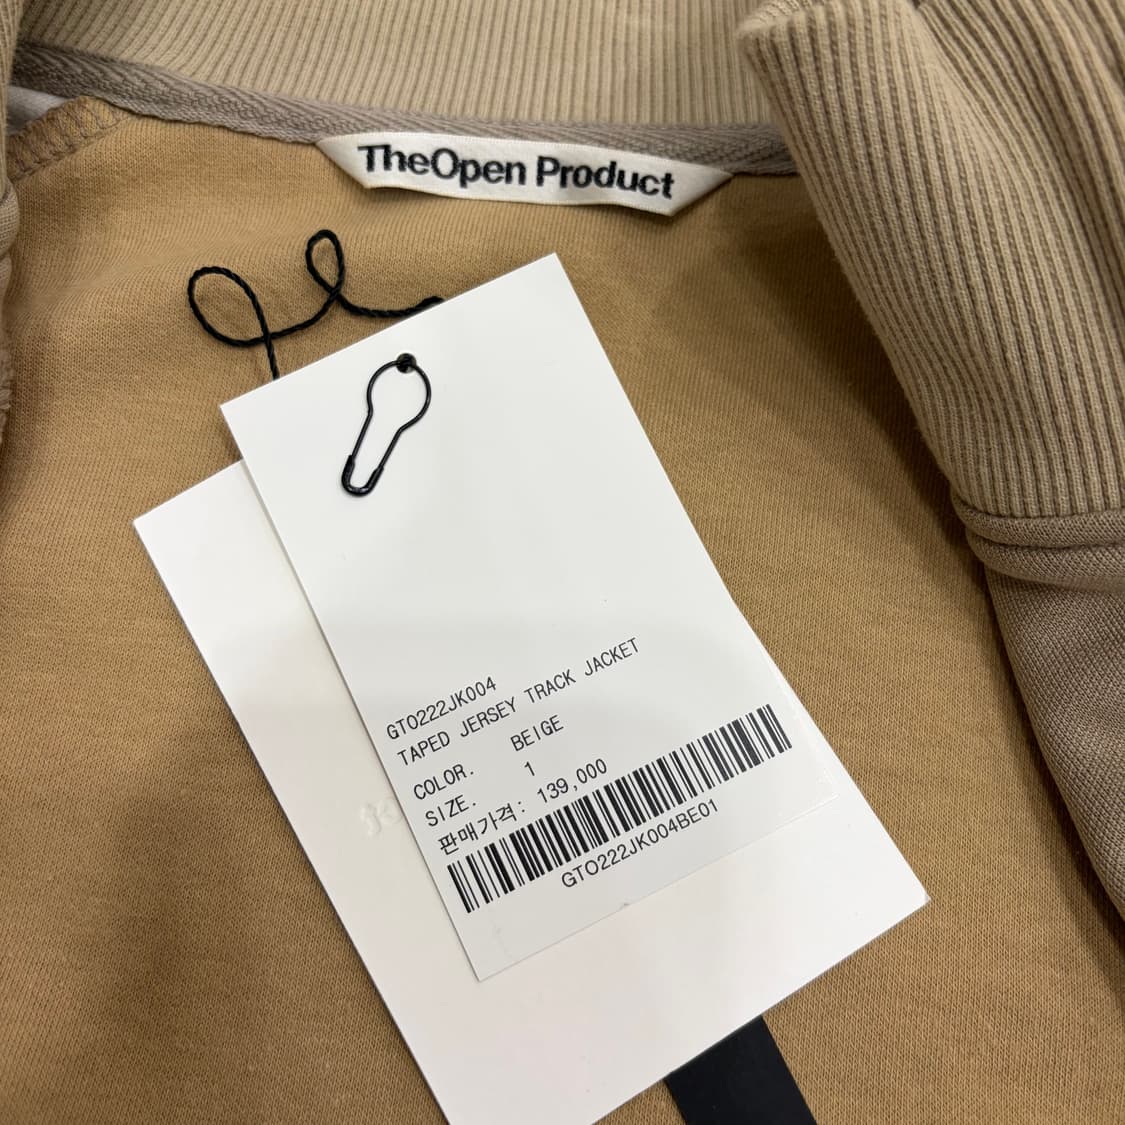 TheOpen Product
GTO222JK004
TAPED JERSEY TRACK JACKET
COLOR. BEIGE
SIZE. 1
판매가격: 139,000
GTO222JK004BE01